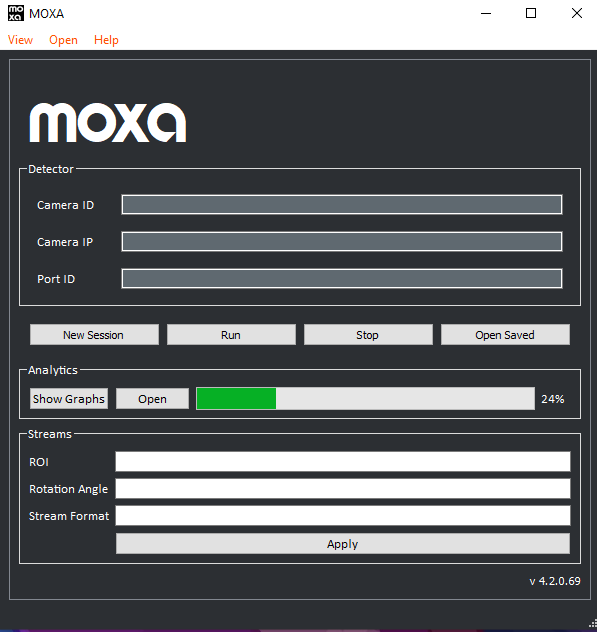 moxa MOXA
View Open Help
moxa
Detector
Camera ID
Camera IP
Port ID
New Session Run Stop Open Saved
Analytics
Show Graphs Open 24%
Streams
ROI
Rotation Angle
Stream Format
Apply
v 4.2.0.69